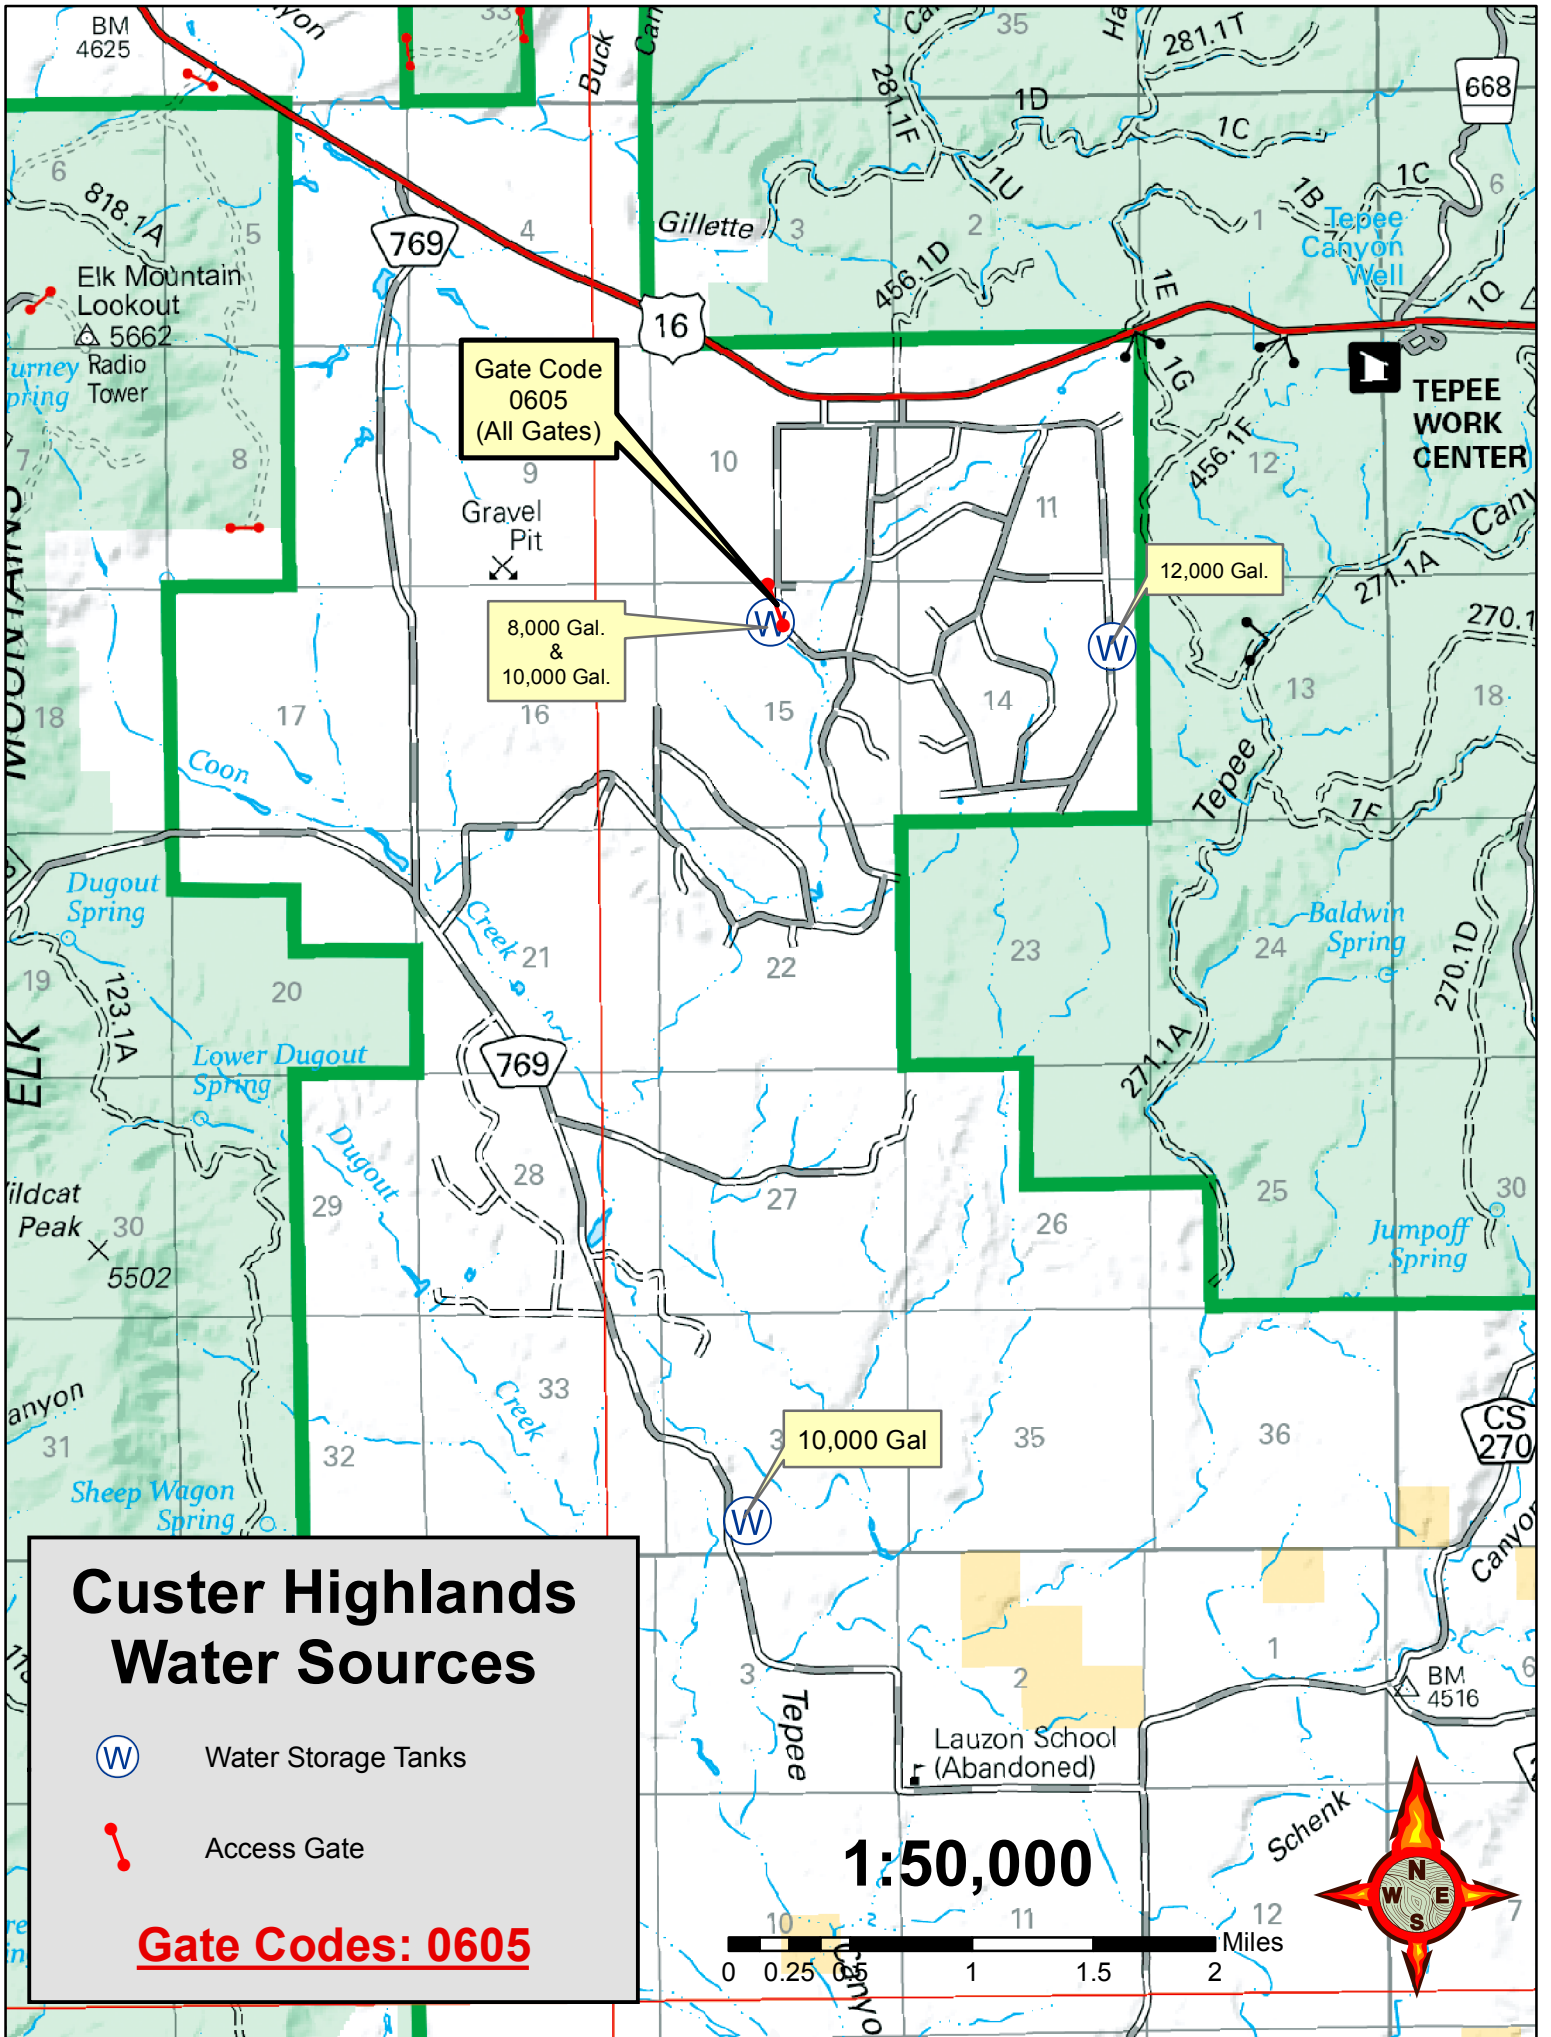 BM
4625
33
Buck
35
281.1T
668
281.1F
1D
1C
1U
1B
1C
6
6
818.1A
5
769
4
Gillette
3
2
1
Tepee
Canyon
Well
456.1D
1E
1Q
Elk Mountain
Lookout
5662
Radio
Tower
16
Gate Code
0605
(All Gates)
1G
TEPEE
WORK
CENTER
7
8
9
10
11
456.1F
12
Gravel
Pit
271.1A
12,000 Gal.
8,000 Gal.
&
10,000 Gal.
W
W
MOUNTAINS
18
17
16
15
14
13
18
Coon
Tepee
1F
Dugout
Spring
Creek
21
22
23
24
Baldwin
Spring
270.1D
19
123.1A
20
ELK
Lower Dugout
Spring
769
271.1A
Dugout
28
29
27
26
25
30
Jumpoff
Spring
Peak
30
5502
Creek
33
10,000 Gal
35
36
CS
270
31
32
Sheep Wagon
Spring
W
Custer Highlands
Water Sources
W Water Storage Tanks
Access Gate
Gate Codes: 0605
3
Tepee
2
1
BM
4516
6
Lauzon School
(Abandoned)
Schenk
1:50,000
N
W E
S
10
11
12
7
Miles
0 0.25 0.5 1 1.5 2